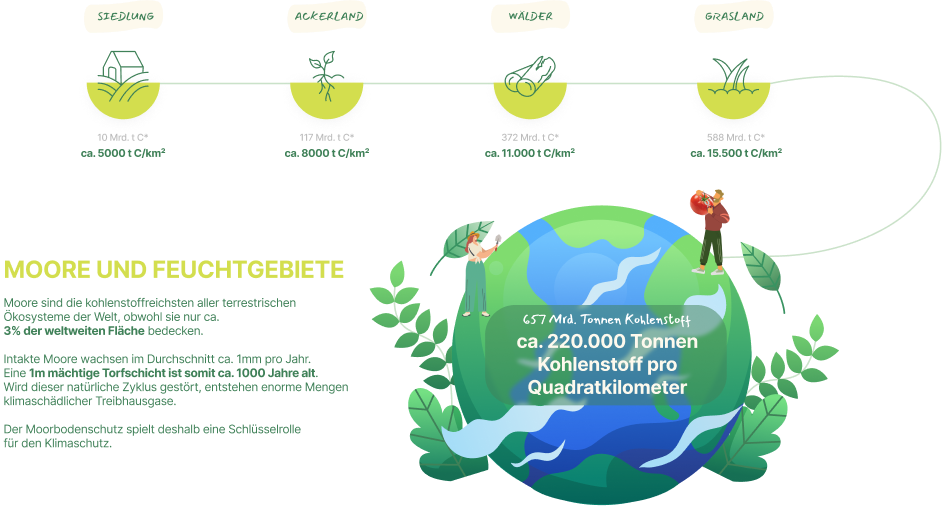 SIEDLUNG
ACKERLAND
WÄLDER
GRASLAND
10 Mrd. t C*
117 Mrd. t C*
372 Mrd. t C*
588 Mrd. t C*
ca. 5000 t C/km²
ca. 8000 t C/km²
ca. 11.000 t C/km²
ca. 15.500 t C/km²
MOORE UND FEUCHTGEBIETE
Moore sind die kohlenstoffreichsten aller terrestrischen
Ökosysteme der Welt, obwohl sie nur ca.
3% der weltweiten Fläche bedecken.
Intakte Moore wachsen im Durchschnitt ca. 1mm pro Jahr.
Eine 1m mächtige Torfschicht ist somit ca. 1000 Jahre alt.
Wird dieser natürliche Zyklus gestört, entstehen enorme Mengen
klimaschädlicher Treibhausgase.
Der Moorbodenschutz spielt deshalb eine Schlüsselrolle
für den Klimaschutz.
657 Mrd. Tonnen Kohlenstoff
ca. 220.000 Tonnen
Kohlenstoff pro
Quadratkilometer